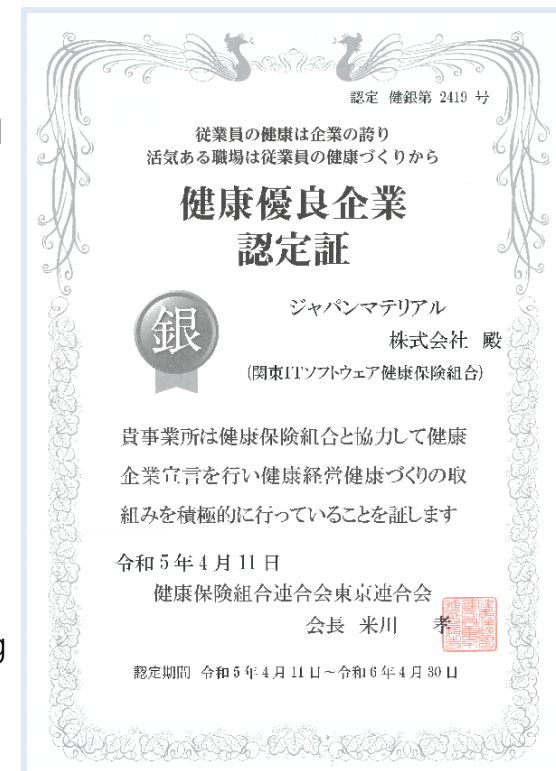 認定 健銀第 2419 号
従業員の健康は企業の誇り
活気ある職場は従業員の健康づくりから
健康優良企業
認定証
銀
ジャパンマテリアル
株式会社 殿
(関東ITソフトウェア健康保険組合)
貴事業所は健康保険組合と協力して健康
企業宣言を行い健康経営健康づくりの取
組みを積極的に行っていることを証します
令和5年4月11日
健康保険組合連合会東京連合会
会長 米川 孝
認定期間 令和5年4月11日～令和6年4月30日
g